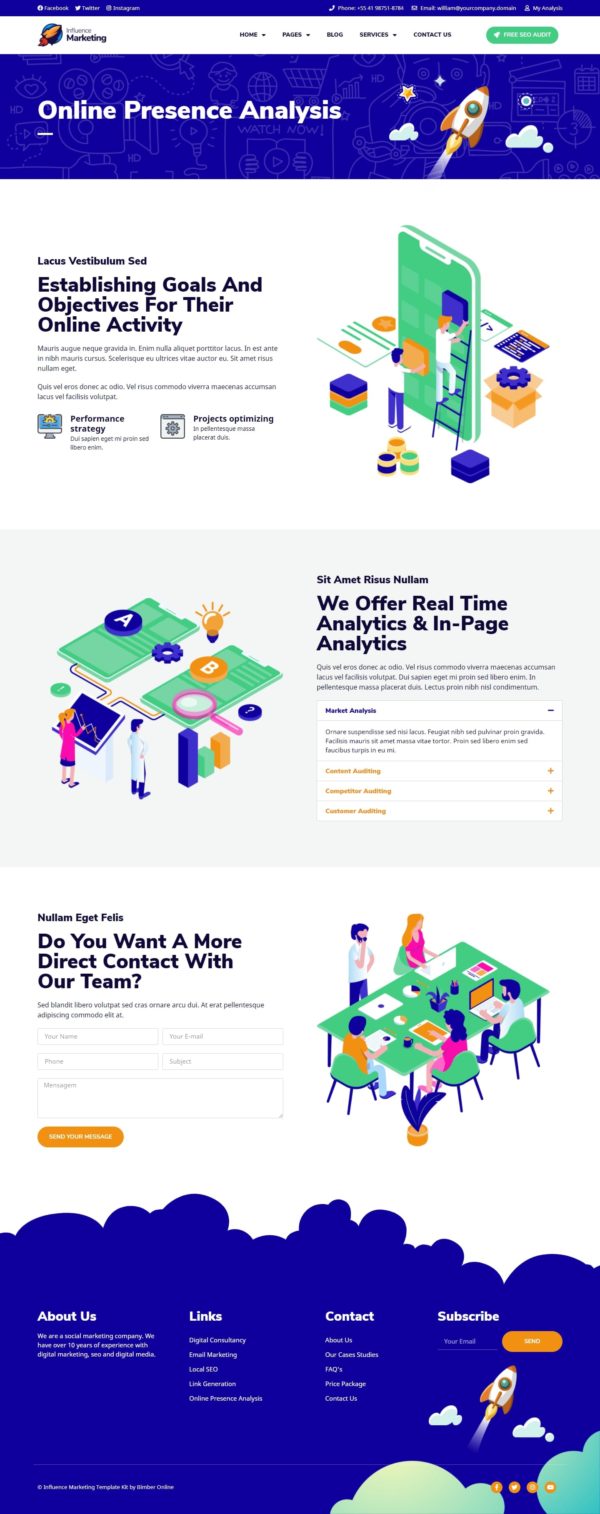 Facebook Twitter Instagram Phone: +55 41 98751-8784 Email: william@yourcompany.domain My Analysis
Influence
Marketing
HOME PAGES BLOG SERVICES CONTACT US FREE SEO AUDIT
Online Presence Analysis
WATCH NOW!
HD
HD
Lacus Vestibulum Sed
Establishing Goals And
Objectives For Their
Online Activity
Mauris augue neque gravida in. Enim nulla aliquet porttitor lacus. In est ante
in nibh mauris cursus. Scelerisque eu ultrices vitae auctor eu. Sit amet risus
nullam eget.
Quis vel eros donec ac odio. Vel risus commodo viverra maecenas accumsan
lacus vel facilisis volutpat.
Performance
strategy
Dui sapien eget mi proin sed
libero enim.
Projects optimizing
In pellentesque massa
placerat duis.
</>
A
B
!
?
Sit Amet Risus Nullam
We Offer Real Time
Analytics & In-Page
Analytics
Quis vel eros donec ac odio. Vel risus commodo viverra maecenas accumsan
lacus vel facilisis volutpat. Dui sapien eget mi proin sed libero enim. In
pellentesque massa placerat duis. Lectus proin nibh nisl condimentum.
Market Analysis
Ornare suspendisse sed nisi lacus. Feugiat nibh sed pulvinar proin gravida.
Facilisis mauris sit amet massa vitae tortor. Proin sed libero enim sed
faucibus turpis in eu mi.
Content Auditing
Competitor Auditing
Customer Auditing
Nullam Eget Felis
Do You Want A More
Direct Contact With
Our Team?
Sed blandit libero volutpat sed cras ornare arcu dui. At erat pellentesque
adipiscing commodo elit at.
Your Name Your E-mail
Phone Subject
Mensagem
SEND YOUR MESSAGE
About Us
We are a social marketing company. We
have over 10 years of experience with
digital marketing, seo and digital media.
Links
Digital Consultancy
Email Marketing
Local SEO
Link Generation
Online Presence Analysis
Contact
About Us
Our Cases Studies
FAQ's
Price Package
Contact Us
Subscribe
Your Email SEND
© Influence Marketing Template Kit by Bimber Online